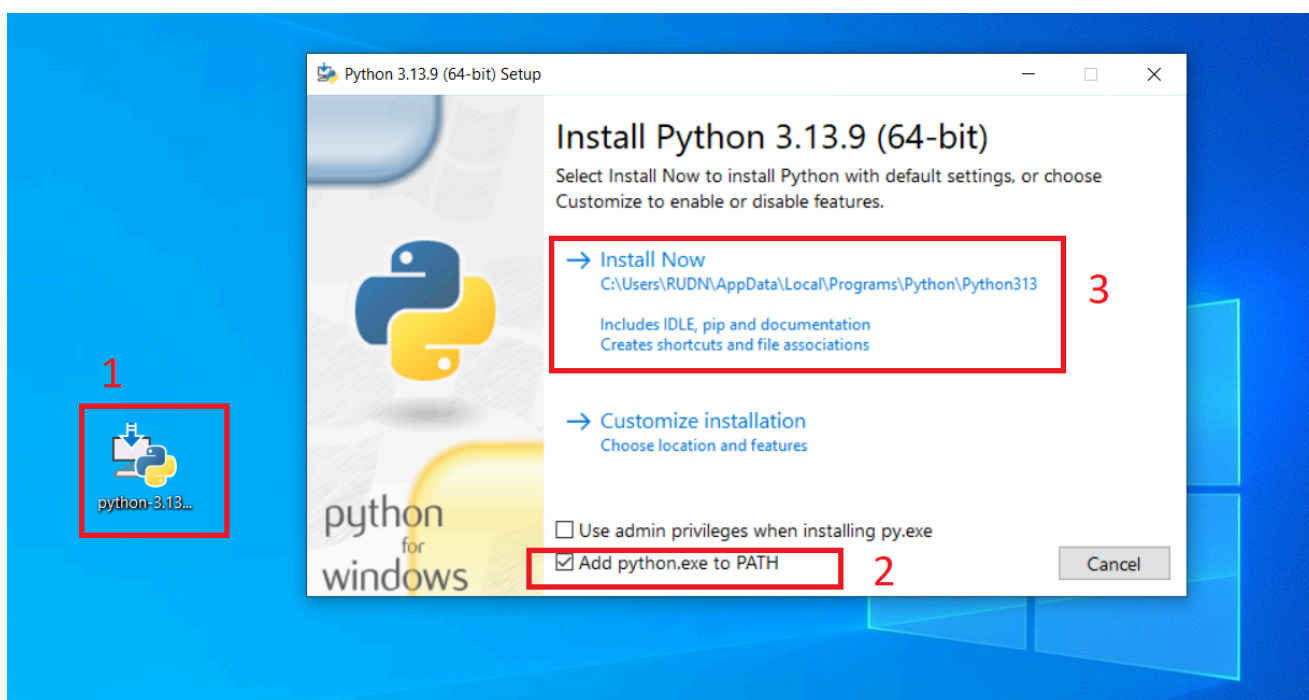 Python 3.13.9 (64-bit) Setup
Install Python 3.13.9 (64-bit)
Select Install Now to install Python with default settings, or choose
Customize to enable or disable features.
→ Install Now
C:\Users\RUDN\AppData\Local\Programs\Python\Python313
3
Includes IDLE, pip and documentation
Creates shortcuts and file associations
1
→ Customize installation
Choose location and features
python-3.13...
python
for
windows
Use admin privileges when installing py.exe
Add python.exe to PATH
2
Cancel